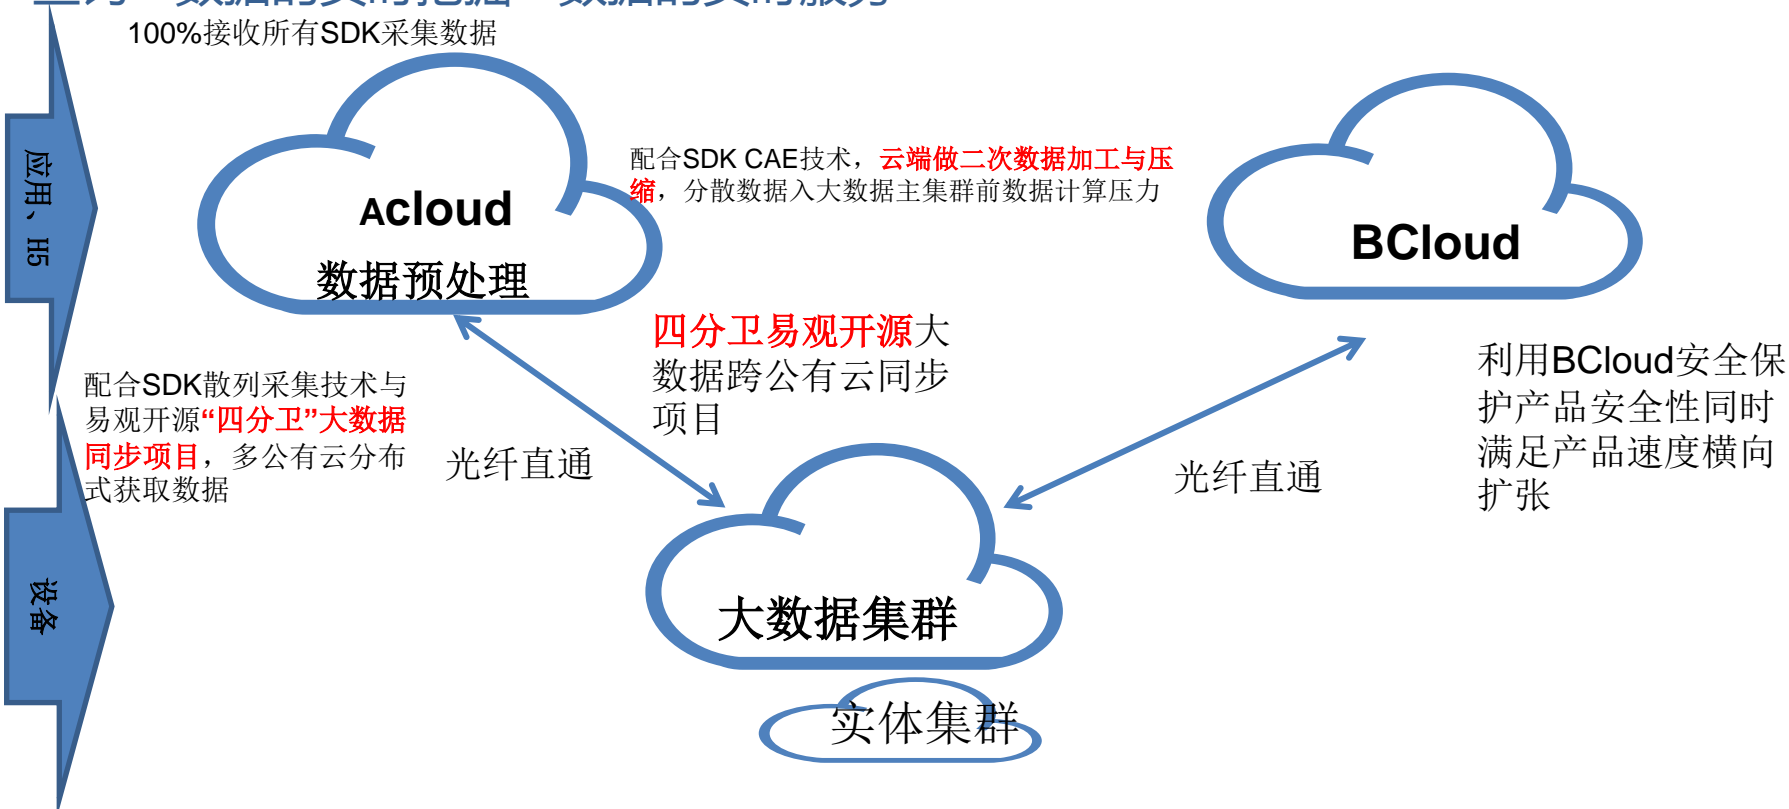 100%接收所有SDK采集数据
应用、H5
Acloud
数据预处理
配合SDK CAE技术，云端做二次数据加工与压
缩，分散数据入大数据主集群前数据计算压力
BCloud
四分卫易观开源大
数据跨公有云同步
项目
利用BCloud安全保
护产品安全性同时
满足产品速度横向
扩张
配合SDK散列采集技术与
易观开源“四分卫”大数据
同步项目，多公有云分布
式获取数据
光纤直通
光纤直通
设备
大数据集群
实体集群